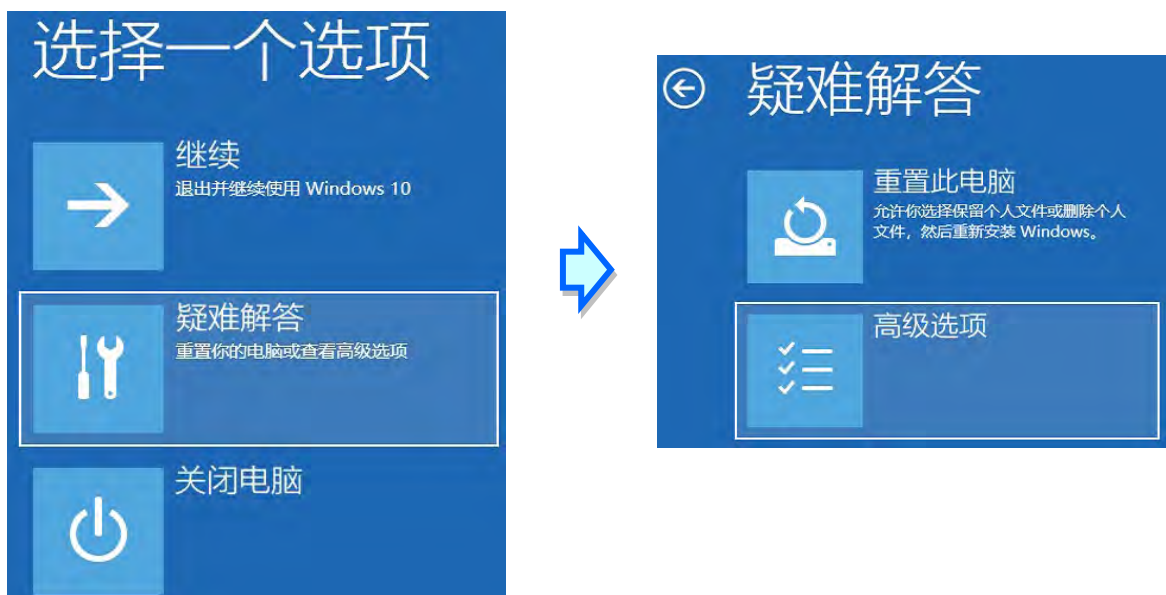 选择一个选项
继续
退出并继续使用 Windows 10
疑难解答
重置你的电脑或查看高级选项
关闭电脑
疑难解答
重置此电脑
允许你选择保留个人文件或删除个人
文件，然后重新安装 Windows。
高级选项